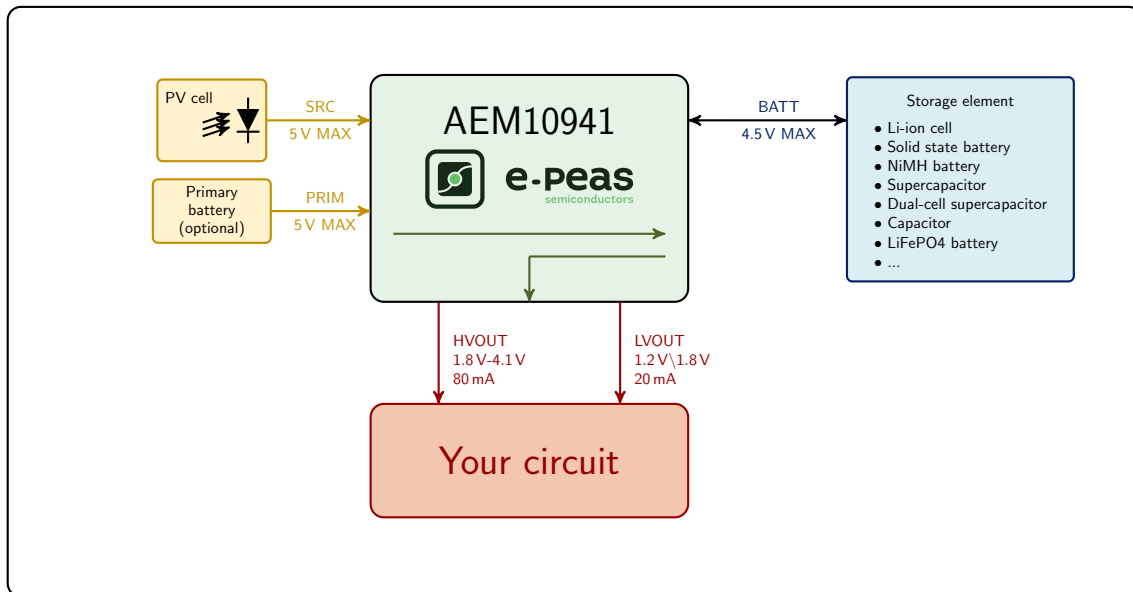 PV cell
SRC
5 V MAX
Primary
battery
(optional)
PRIM
5 V MAX
AEM10941
e-peas
semiconductors
BATT
4.5 V MAX
Storage element
• Li-ion cell
• Solid state battery
• NiMH battery
• Supercapacitor
• Dual-cell supercapacitor
• Capacitor
• LiFePO4 battery
• ...
HVOUT
1.8 V-4.1 V
80 mA
LVOUT
1.2 V\1.8 V
20 mA
Your circuit